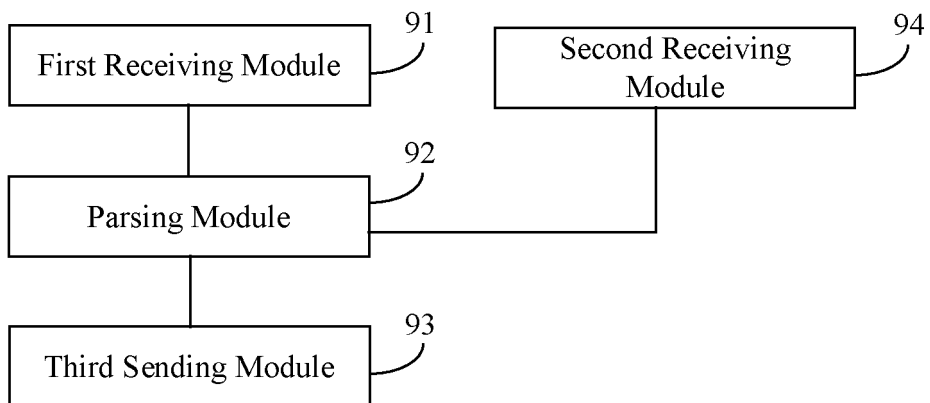 91
First Receiving Module
94
Second Receiving
Module
92
Parsing Module
93
Third Sending Module